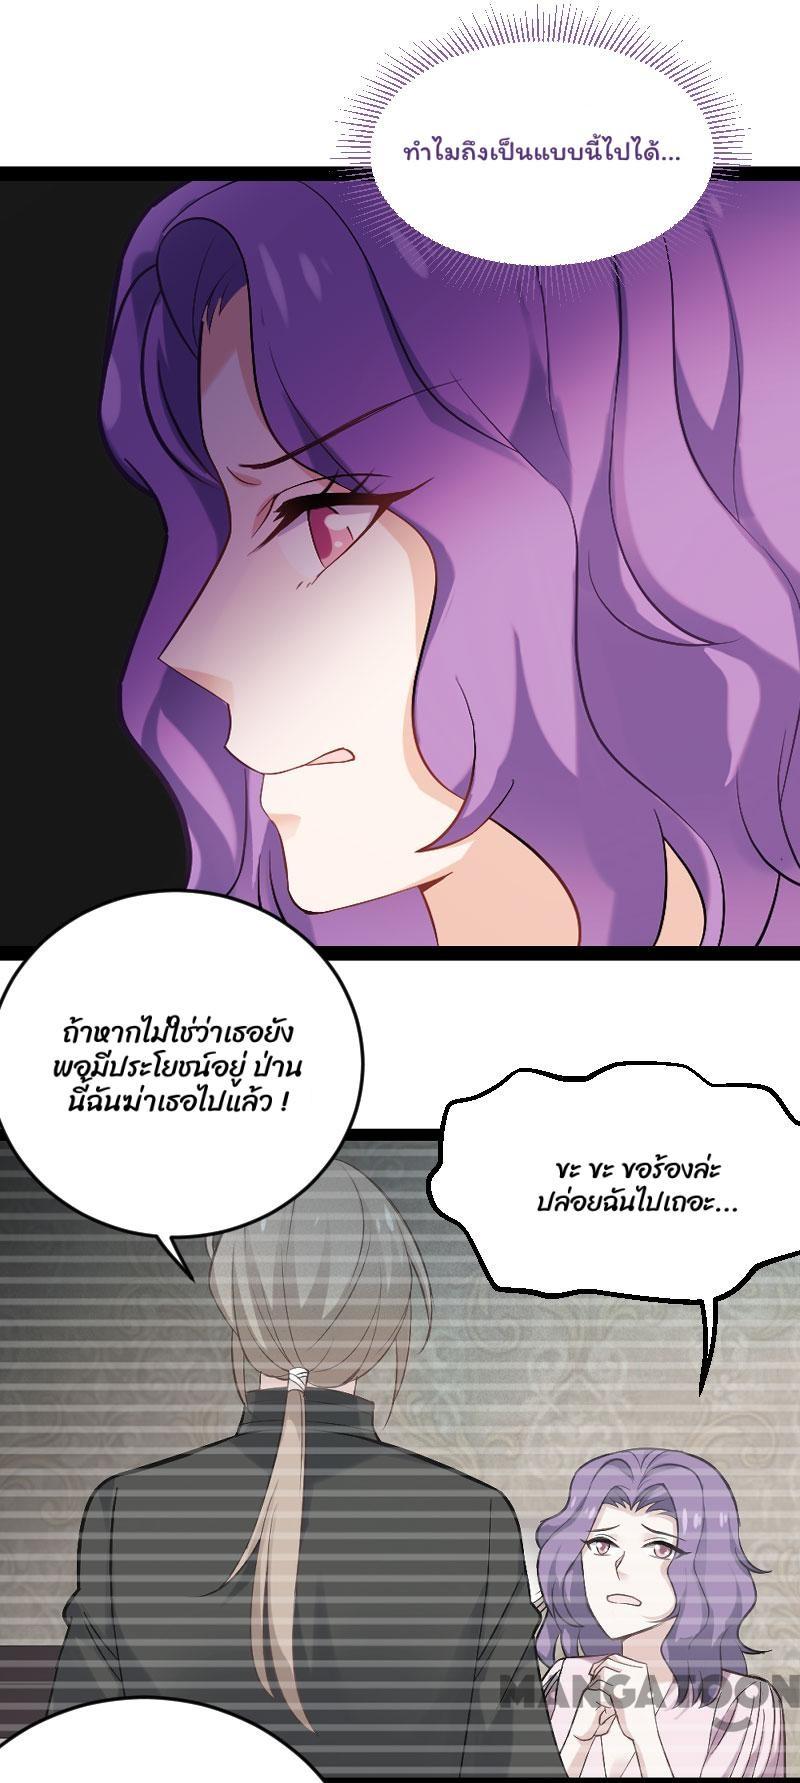 ทำไมถึงเป็นแบบนี้ไปได้...
ถ้าหากไม่ใช่ว่าเธอยัง
พอมีประโยชน์อยู่ ป่าน
นี้ฉันฆ่าเธอไปแล้ว !
ขะ ขะ ขอร้องล่ะ
ปล่อยฉันไปเถอะ...
MANGATOON